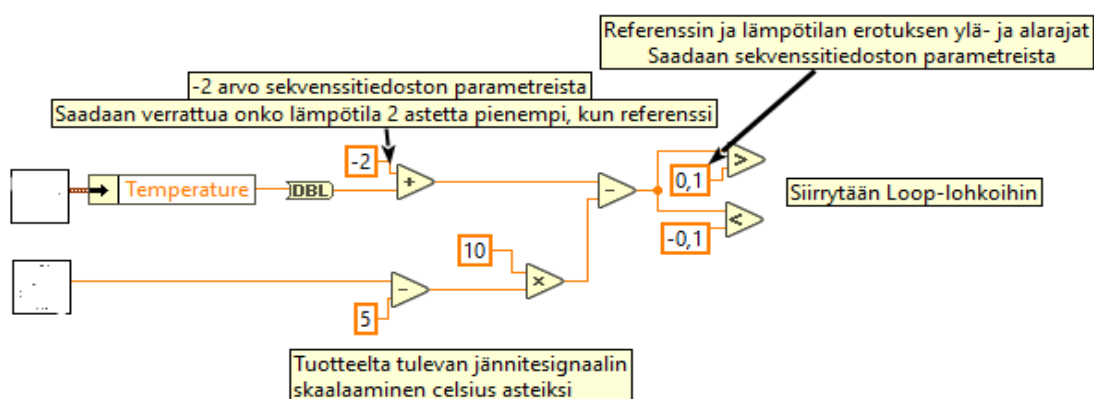 Referenssin ja lämpötilan erotuksen ylä- ja alarajat
Saadaan sekvenssitiedoston parametreista
-2 arvo sekvenssitiedoston parametreista
Saadaan verrattua onko lämpötila 2 astetta pienempi, kun referenssi
-2
Temperature
DBL
+
-
0,1
>
Siirrytään Loop-lohkoihin
-0,1
<
10
-
x
5
Tuotteelta tulevan jännitesignaalin
skaalaaminen celsius asteiksi